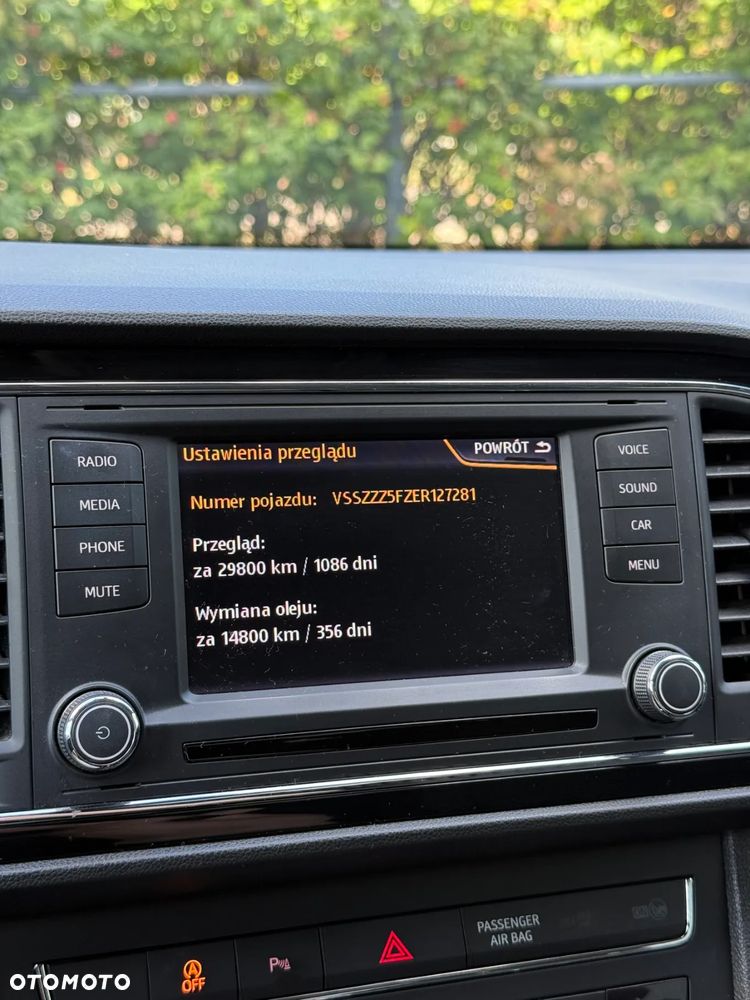 RADIO
MEDIA
PHONE
MUTE
Ustawienia przeglądu
POWRÓT
Numer pojazdu: VSSZZZ5FZER127281
Przegląd:
za 29800 km / 1086 dni
Wymiana oleju:
za 14800 km / 356 dni
VOICE
SOUND
CAR
MENU
A
OFF
P
PASSENGER
AIR BAG
OTOMOTO